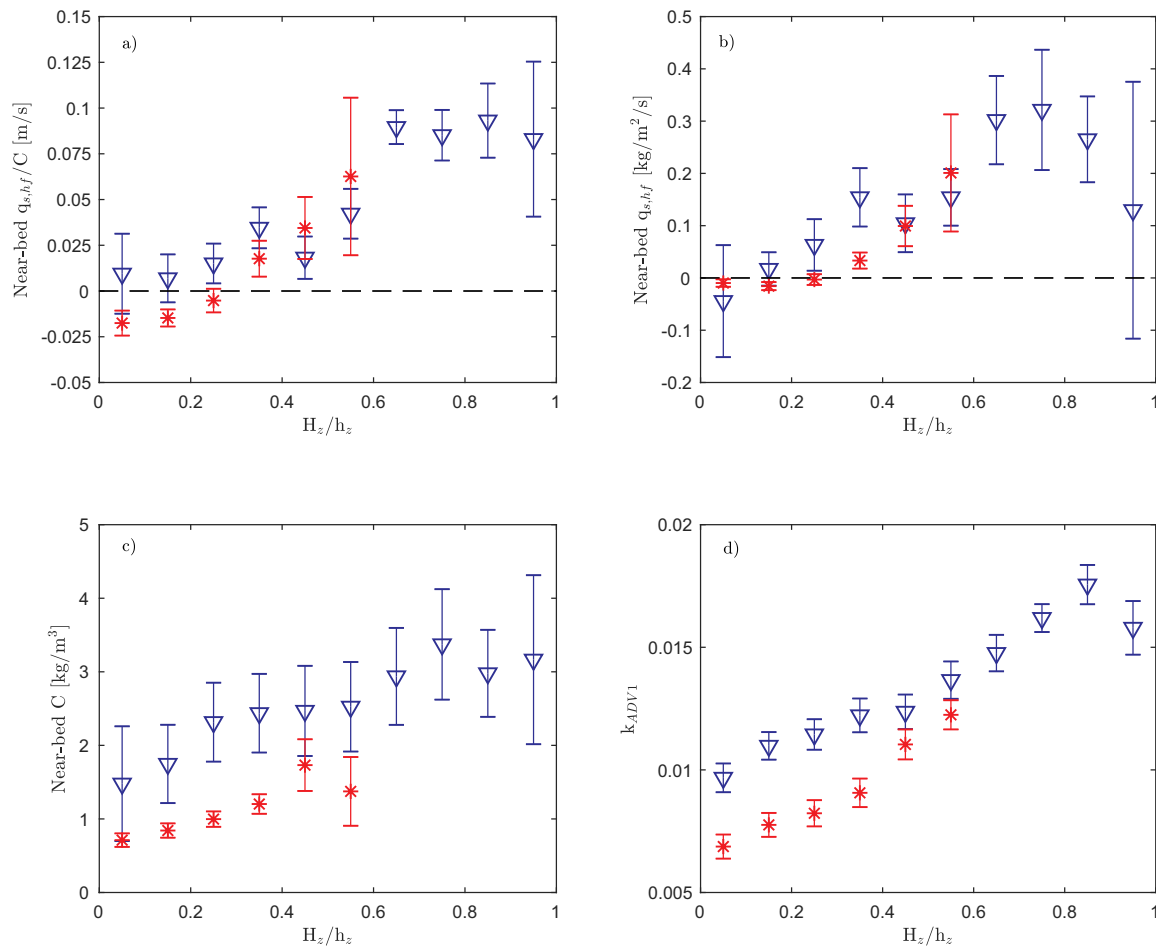 a)
Near-bed q_{s,hf}/C [m/s]
0.15
0.125
0.1
0.075
0.05
0.025
0
-0.025
-0.05
0 0.2 0.4 0.6 0.8 1
H_z/h_z
b)
Near-bed q_{s,hf} [kg/m²/s]
0.5
0.4
0.3
0.2
0.1
0
-0.1
-0.2
0 0.2 0.4 0.6 0.8 1
H_z/h_z
c)
Near-bed C [kg/m³]
5
4
3
2
1
0
0 0.2 0.4 0.6 0.8 1
H_z/h_z
d)
k_{ADV1}
0.02
0.015
0.01
0.005
0 0.2 0.4 0.6 0.8 1
H_z/h_z